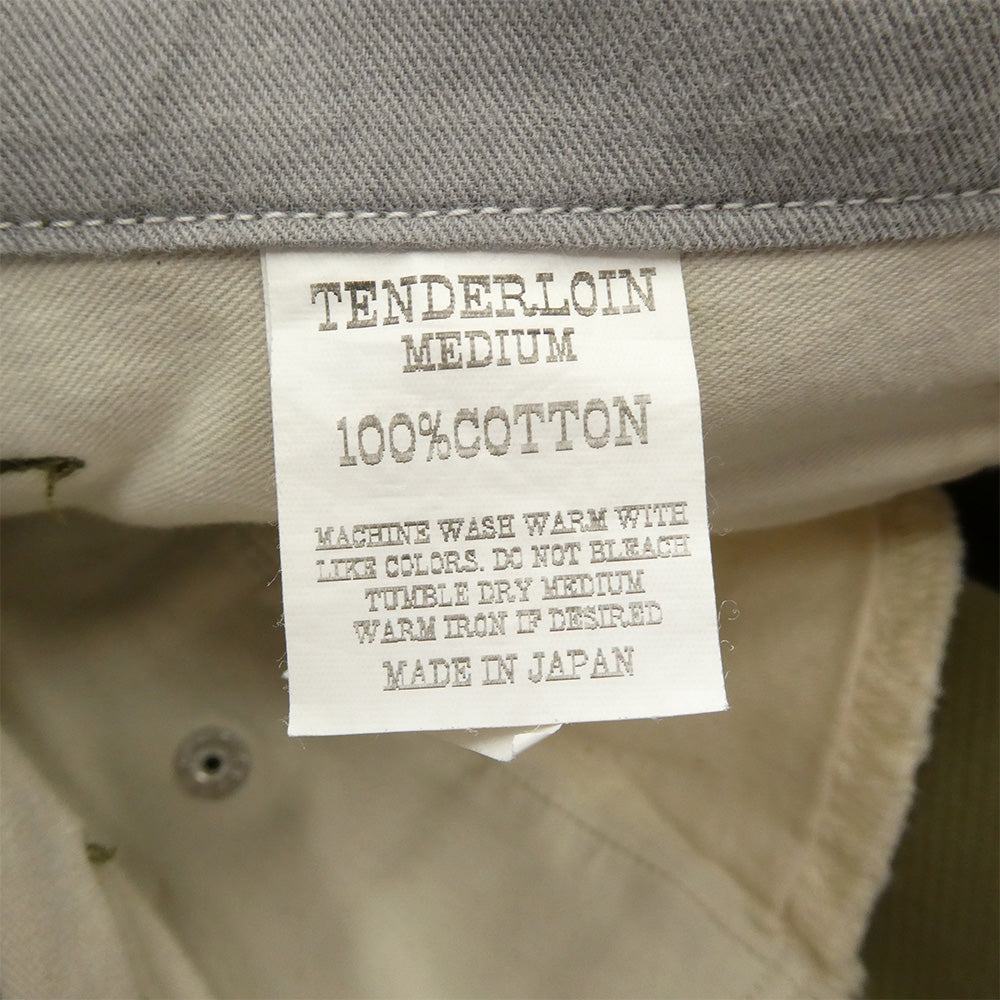 TENDERLOIN
MEDIUM
100%COTTON
MACHINE WASH WARM WITH
LIKE COLORS. DO NOT BLEACH
TUMBLE DRY MEDIUM
WARM IRON IF DESIRED
MADE IN JAPAN